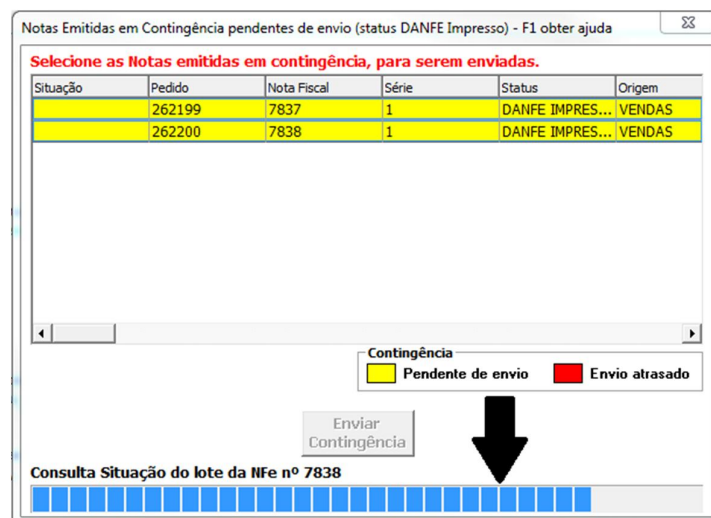 Notas Emitidas em Contingência pendentes de envio (status DANFE Impresso) - F1 obter ajuda
Selecione as Notas emitidas em contingência, para serem enviadas.
Situação Pedido Nota Fiscal Série Status Origem
262199 7837 1 DANFE IMPRES... VENDAS
262200 7838 1 DANFE IMPRES... VENDAS
Contingência
Pendente de envio Envio atrasado
Enviar
Contingência
Consulta Situação do lote da NFe nº 7838